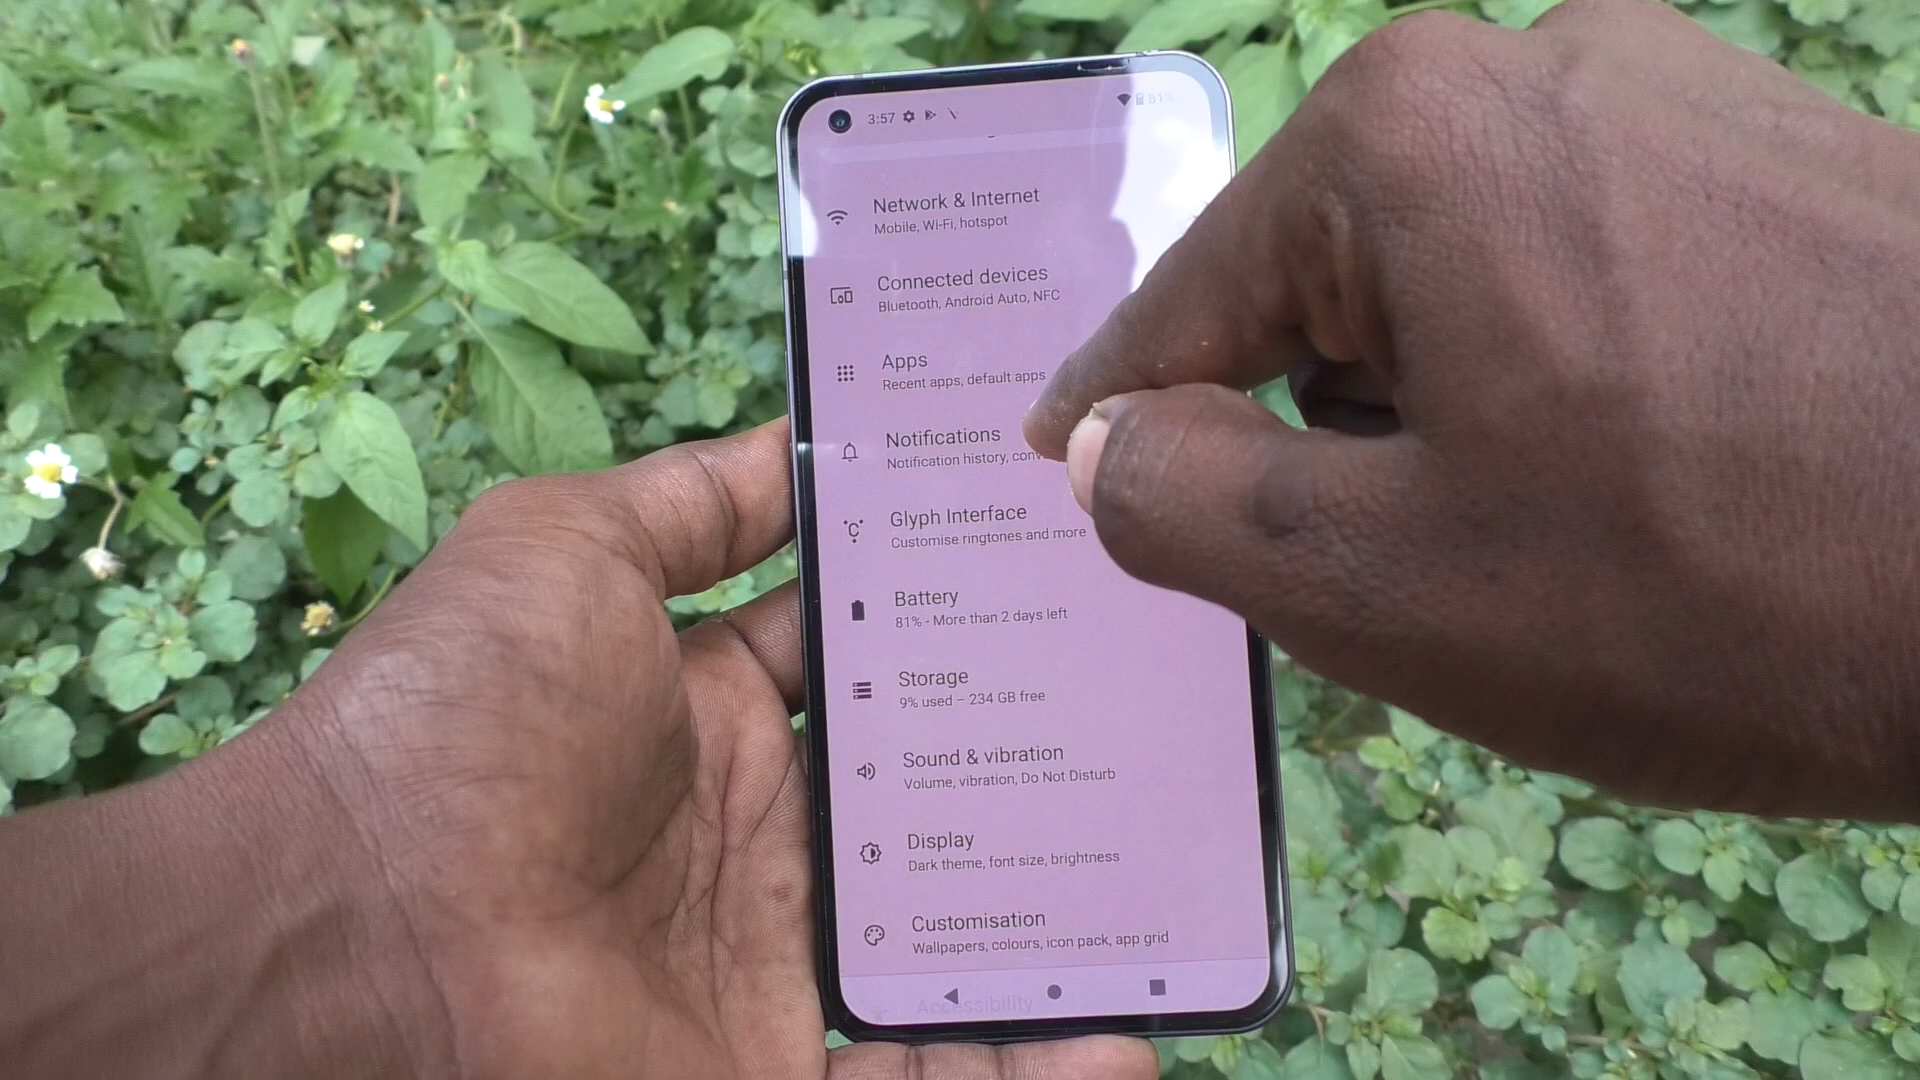 3:57
81%
Network & Internet
Mobile, Wi-Fi, hotspot
Connected devices
Bluetooth, Android Auto, NFC
Apps
Recent apps, default apps
Notifications
Notification history,
Glyph Interface
Customise ringtones and more
Battery
81% - More than 2 days left
Storage
9% used – 234 GB free
Sound & vibration
Volume, vibration, Do Not Disturb
Display
Dark theme, font size, brightness
Customisation
Wallpapers, colours, icon pack, app grid
Accessibility